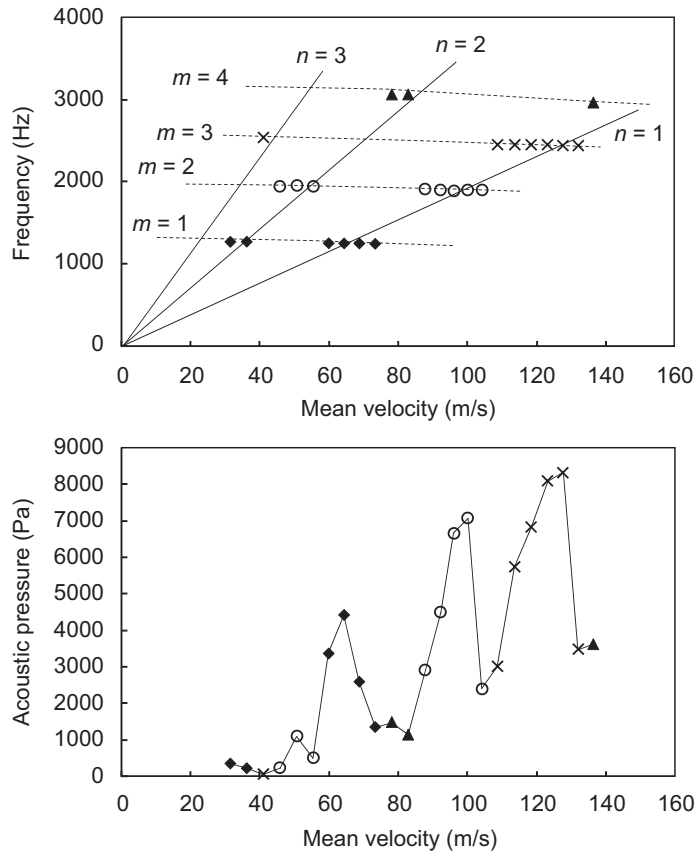 4000
3000
2000
1000
0
Frequency (Hz)
n = 3
n = 2
m = 4
m = 3
n = 1
m = 2
m = 1
0 20 40 60 80 100 120 140 160
Mean velocity (m/s)
9000
8000
7000
6000
5000
4000
3000
2000
1000
0
Acoustic pressure (Pa)
0 20 40 60 80 100 120 140 160
Mean velocity (m/s)